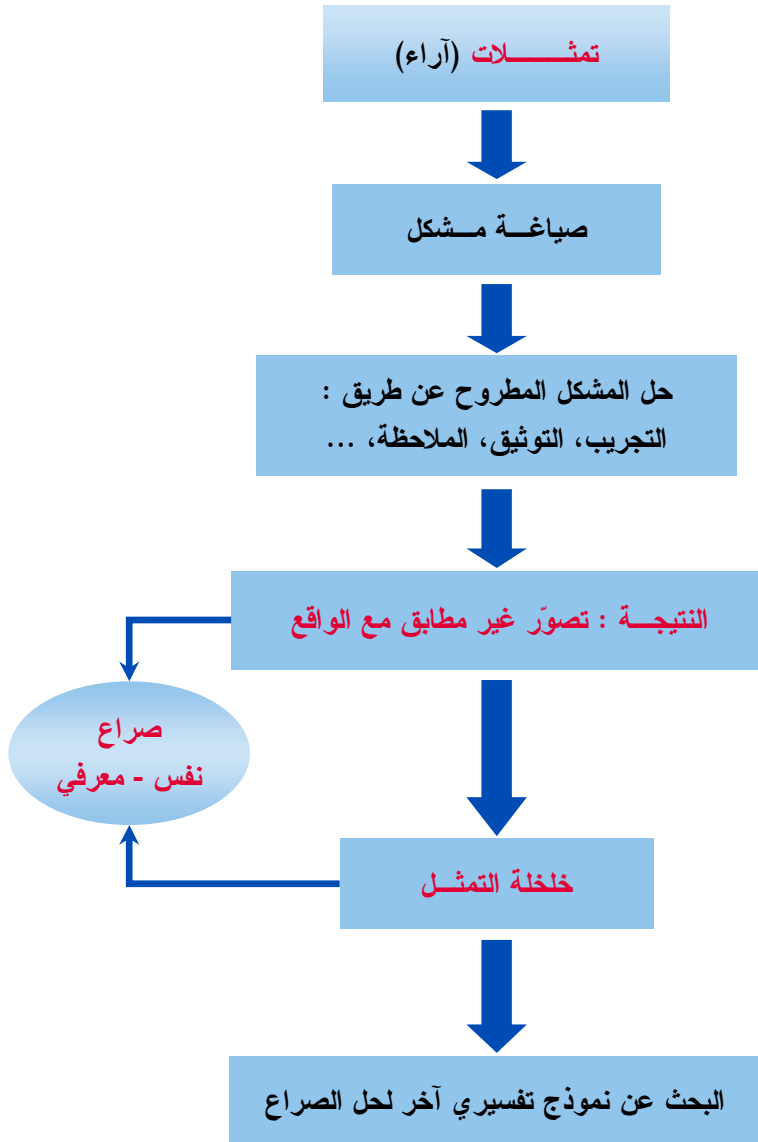 تمثـــــلات (آراء)
صياغـــة مـــشكل
حل المشكل المطروح عن طريق :
التجريب، التوثيق، الملاحظة، ...
النتيجـــة : تصوّر غير مطابق مع الواقع
صراع
نفس - معرفي
خلخلة التمثـــل
البحث عن نموذج تفسيري آخر لحل الصراع